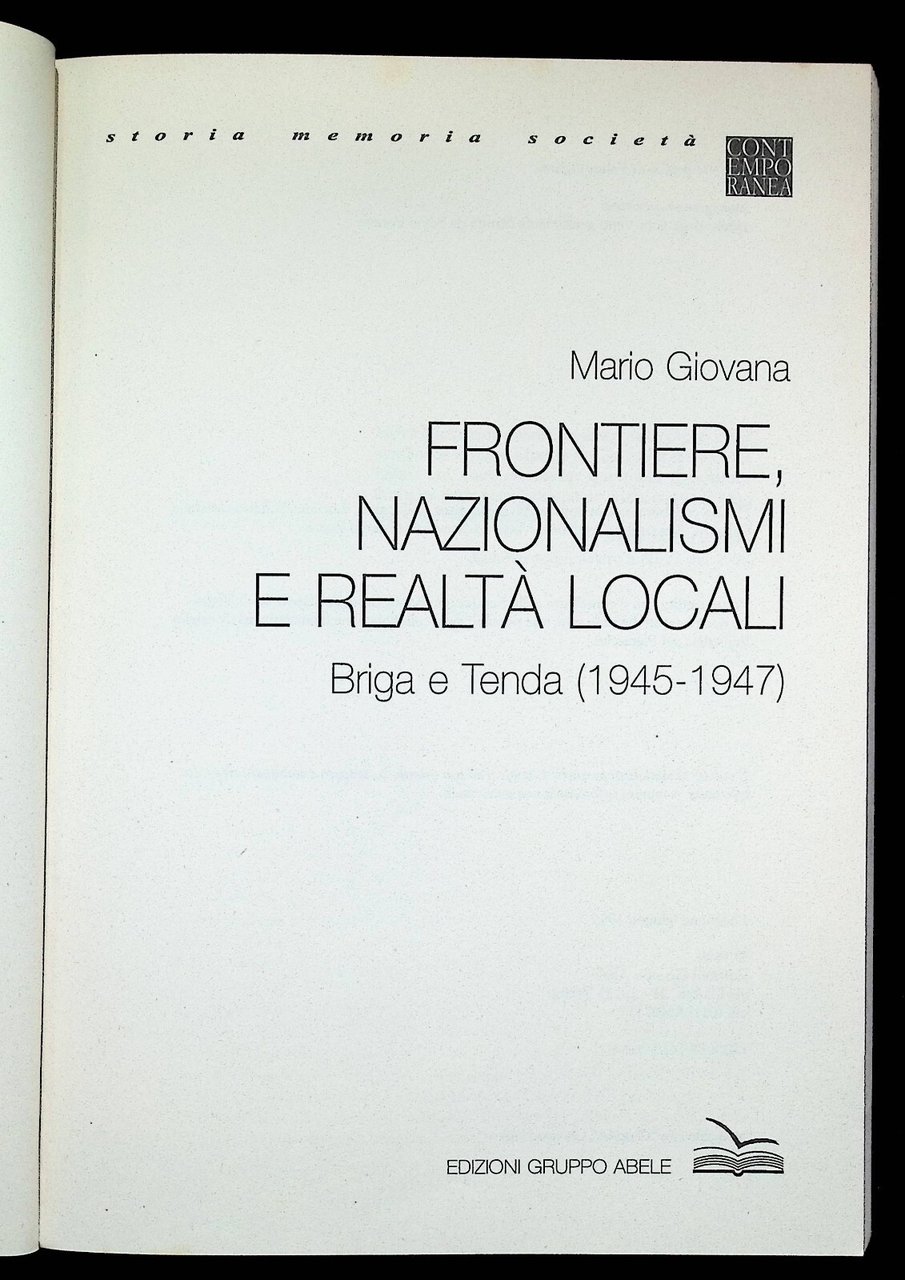 storia memoria società
CONT
EMPO
RANEA
Mario Giovana
FRONTIERE,
NAZIONALISMI
E REALTÀ LOCALI
Briga e Tenda (1945-1947)
EDIZIONI GRUPPO ABELE